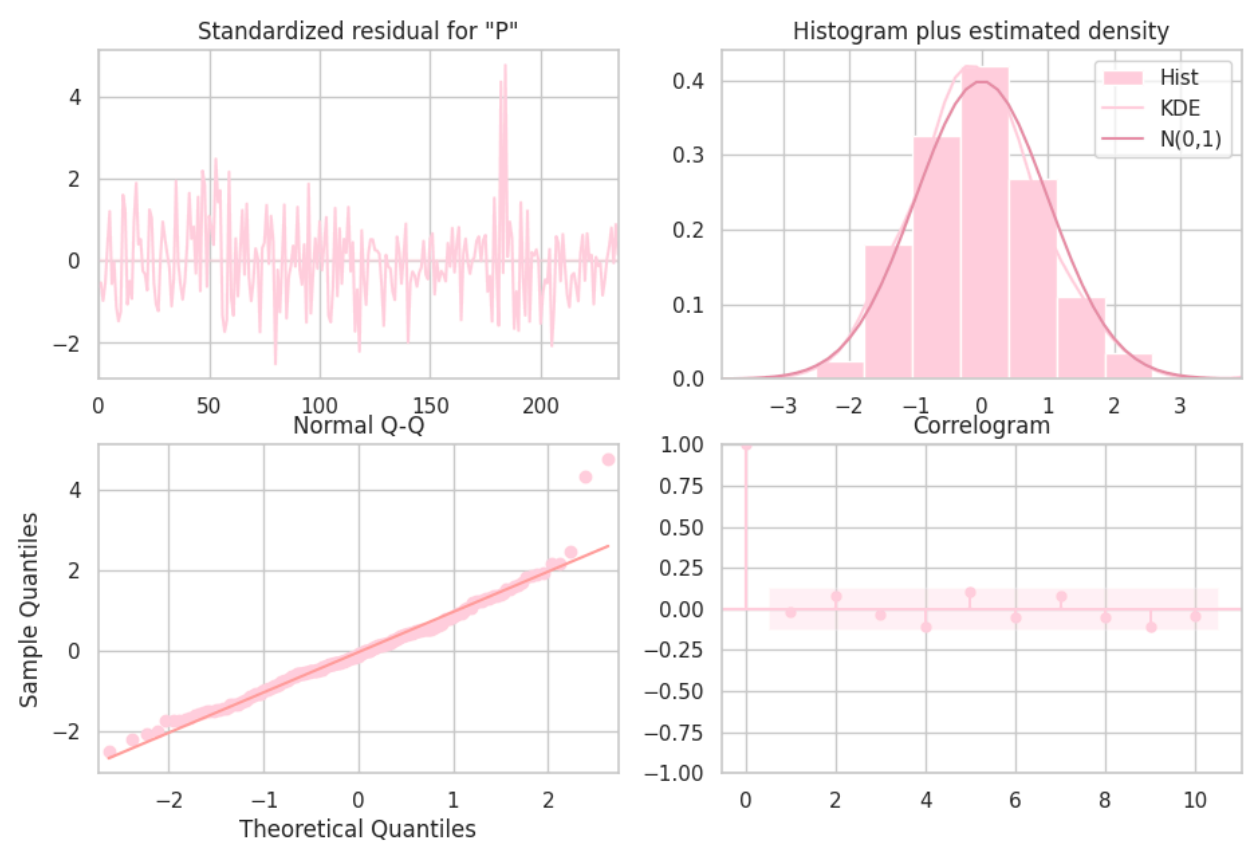 Standardized residual for "P"
4
2
0
−2
0 50 100 150 200
Histogram plus estimated density
Hist
KDE
N(0,1)
0.4
0.3
0.2
0.1
0.0
−3 −2 −1 0 1 2 3
Normal Q-Q
Sample Quantiles
4
2
0
−2
−2 −1 0 1 2
Theoretical Quantiles
Correlogram
1.00
0.75
0.50
0.25
0.00
−0.25
−0.50
−0.75
−1.00
0 2 4 6 8 10